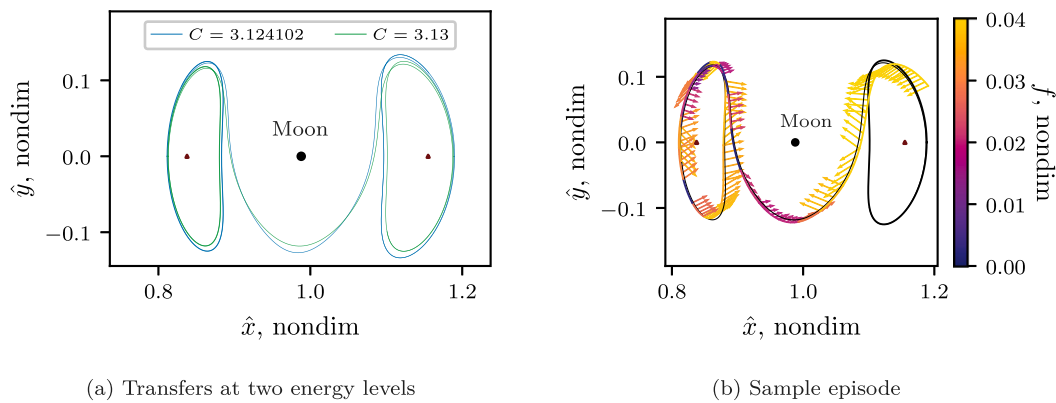 C = 3.124102
C = 3.13
0.1
0.0
−0.1
ŷ, nondim
Moon
0.8
1.0
1.2
x̂, nondim
(a) Transfers at two energy levels
0.1
0.0
−0.1
ŷ, nondim
Moon
0.8
1.0
1.2
x̂, nondim
0.04
0.03
0.02
0.01
0.00
f, nondim
(b) Sample episode